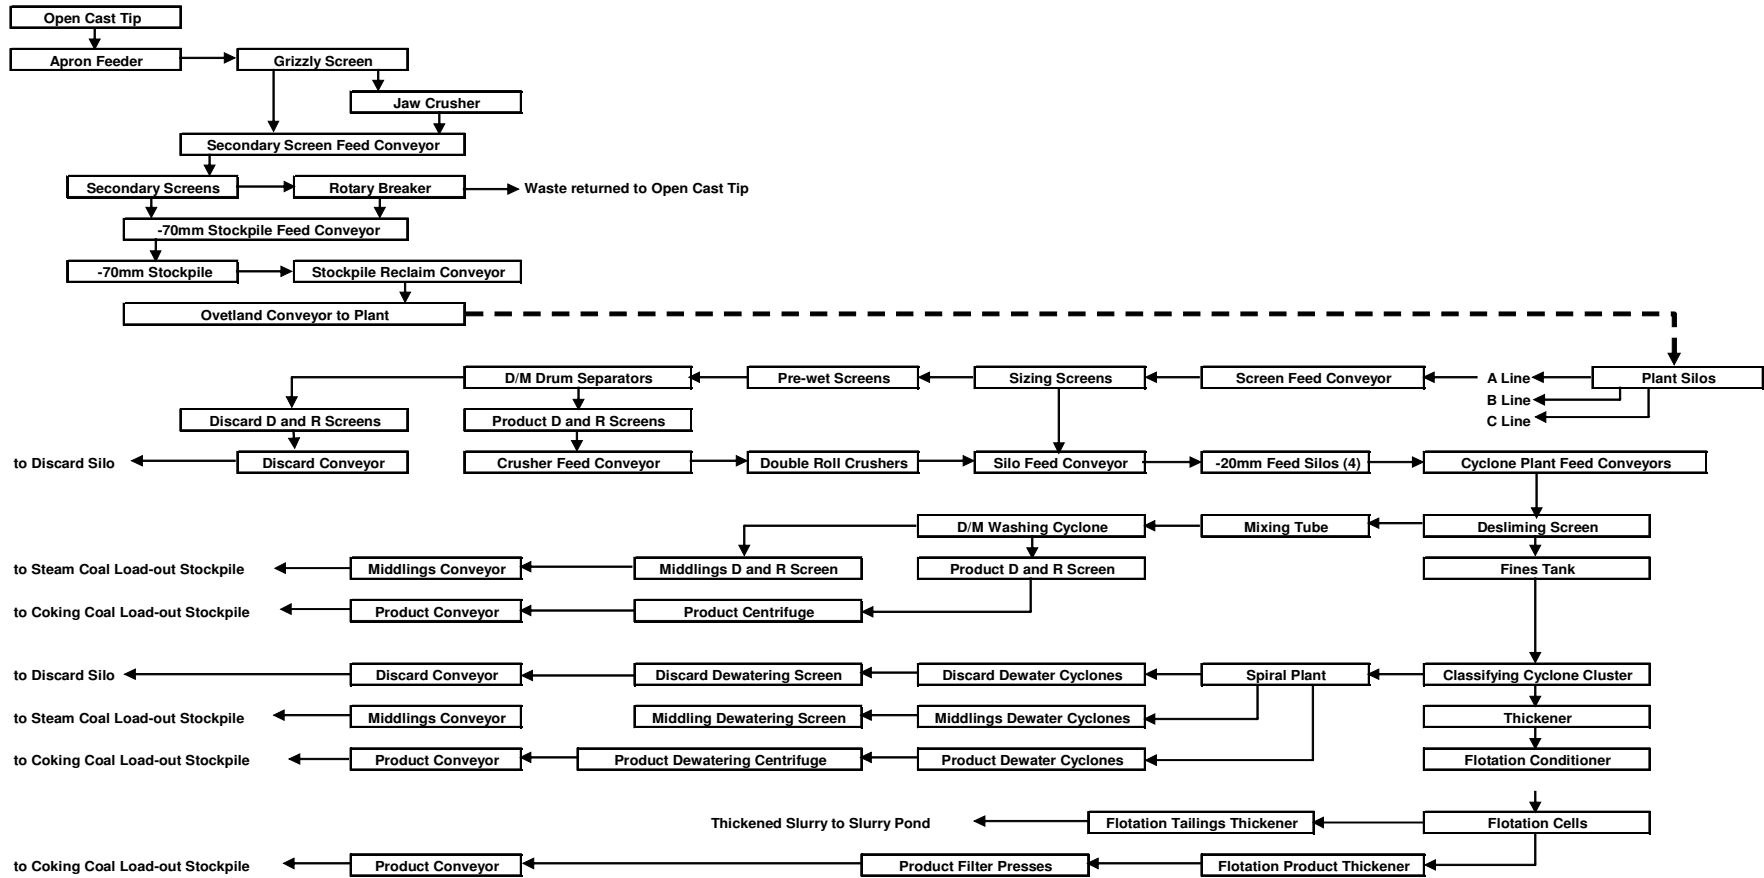 Open Cast Tip
Apron Feeder
Grizzly Screen
Jaw Crusher
Secondary Screen Feed Conveyor
Secondary Screens
Rotary Breaker
Waste returned to Open Cast Tip
-70mm Stockpile Feed Conveyor
-70mm Stockpile
Stockpile Reclaim Conveyor
Ovetland Conveyor to Plant
D/M Drum Separators
Pre-wet Screens
Sizing Screens
Screen Feed Conveyor
A Line
Plant Silos
B Line
C Line
Discard D and R Screens
Product D and R Screens
to Discard Silo
Discard Conveyor
Crusher Feed Conveyor
Double Roll Crushers
Silo Feed Conveyor
-20mm Feed Silos (4)
Cyclone Plant Feed Conveyors
D/M Washing Cyclone
Mixing Tube
Desliming Screen
to Steam Coal Load-out Stockpile
Middlings Conveyor
Middlings D and R Screen
Product D and R Screen
Fines Tank
to Coking Coal Load-out Stockpile
Product Conveyor
Product Centrifuge
to Discard Silo
Discard Conveyor
Discard Dewatering Screen
Discard Dewater Cyclones
Spiral Plant
Classifying Cyclone Cluster
to Steam Coal Load-out Stockpile
Middlings Conveyor
Middling Dewatering Screen
Middlings Dewater Cyclones
Thickener
to Coking Coal Load-out Stockpile
Product Conveyor
Product Dewatering Centrifuge
Product Dewater Cyclones
Flotation Conditioner
Thickened Slurry to Slurry Pond
Flotation Tailings Thickener
Flotation Cells
to Coking Coal Load-out Stockpile
Product Conveyor
Product Filter Presses
Flotation Product Thickener